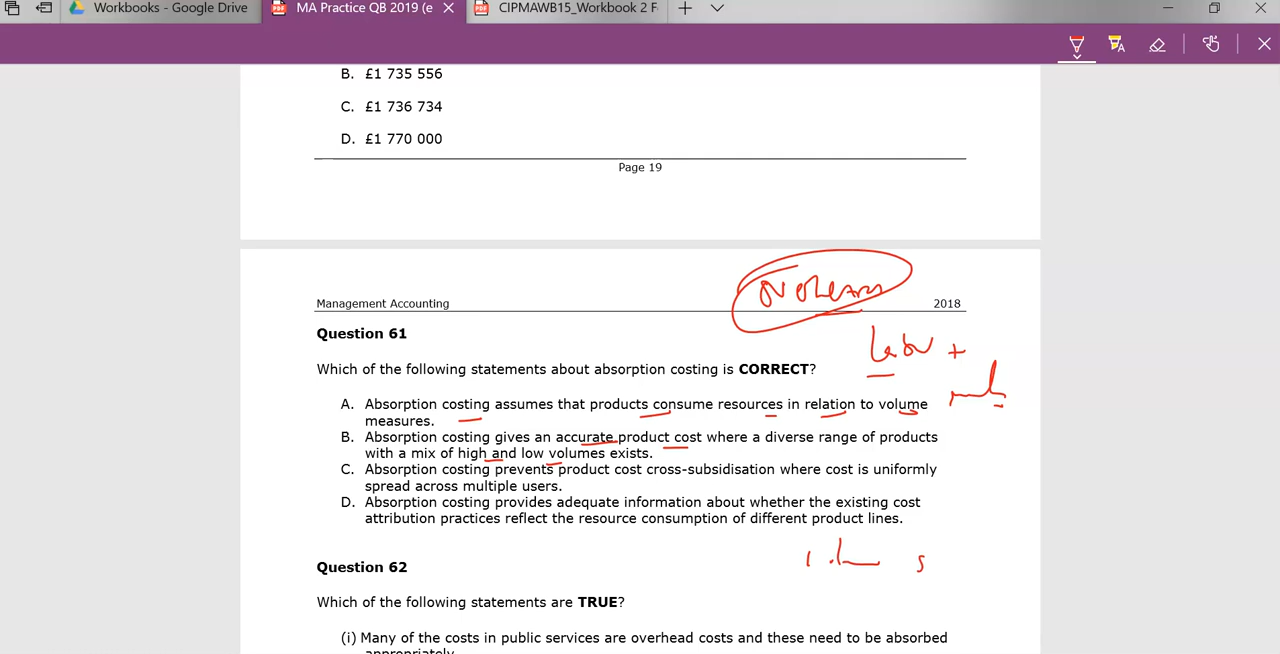 Workbooks - Google Drive
MA Practice QB 2019 (e
CIPMAWB15_Workbook 2 F
B. £1 735 556
C. £1 736 734
D. £1 770 000
Page 19
Management Accounting
2018
Question 61
labor +
Which of the following statements about absorption costing is CORRECT?
A. Absorption costing assumes that products consume resources in relation to volume
measures.
B. Absorption costing gives an accurate product cost where a diverse range of products
with a mix of high and low volumes exists.
C. Absorption costing prevents product cost cross-subsidisation where cost is uniformly
spread across multiple users.
D. Absorption costing provides adequate information about whether the existing cost
attribution practices reflect the resource consumption of different product lines.
Question 62
Which of the following statements are TRUE?
(i) Many of the costs in public services are overhead costs and these need to be absorbed
appropriately